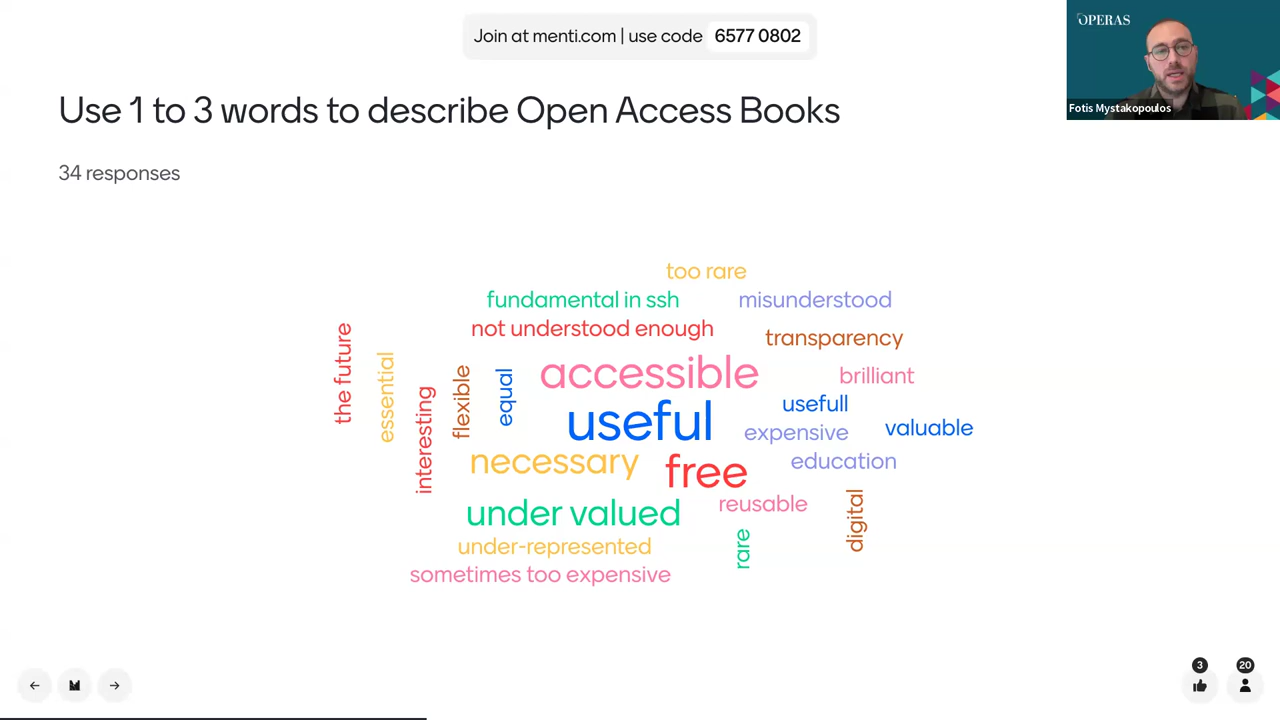 Join at menti.com | use code 6577 0802
OPERAS
Fotis Mystakopoulos
Use 1 to 3 words to describe Open Access Books
34 responses
too rare
fundamental in ssh
misunderstood
not understood enough
transparency
the future
essential
interesting
flexible
equal
accessible
brilliant
useful
usefull
expensive
valuable
necessary
free
education
under valued
reusable
digital
rare
under-represented
sometimes too expensive
3
20